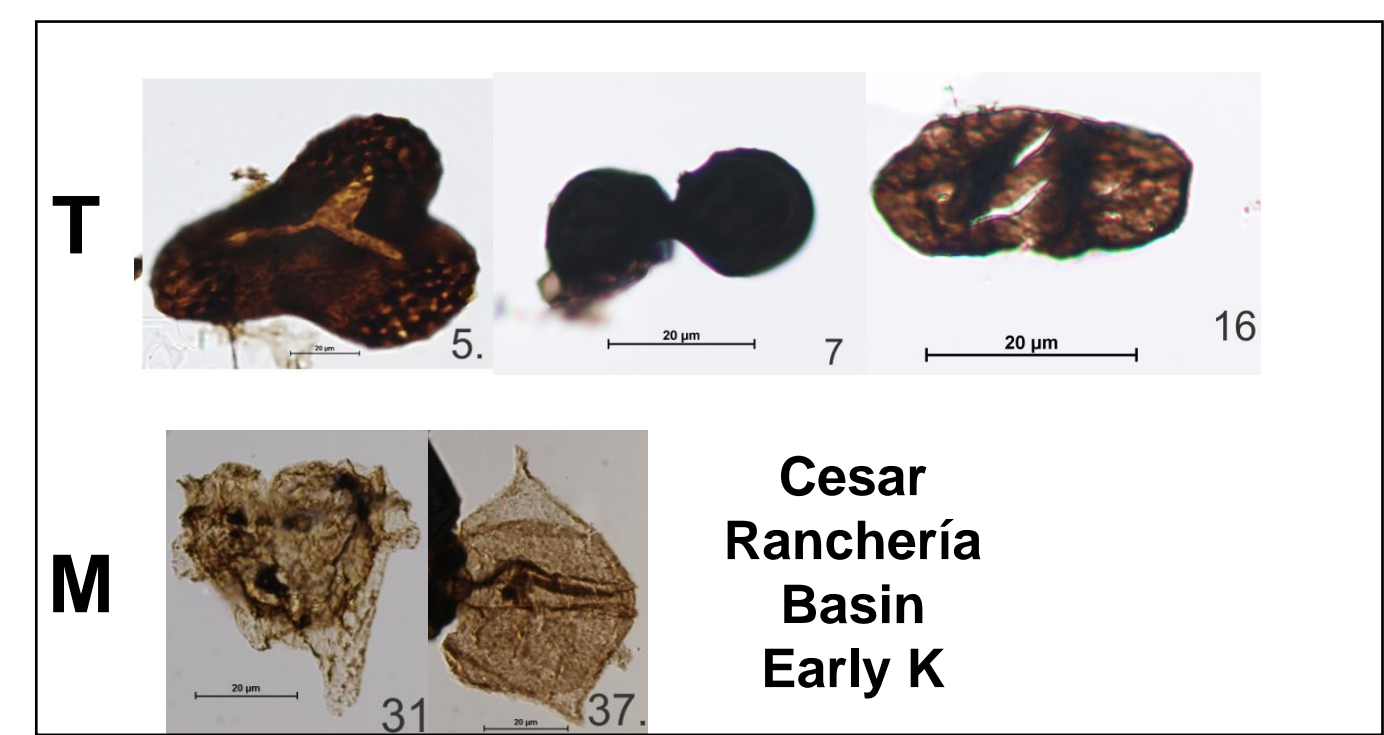 T
20 µm
5.
20 µm
7
20 µm
16
M
20 µm
31
20 µm
37.
Cesar
Ranchería
Basin
Early K